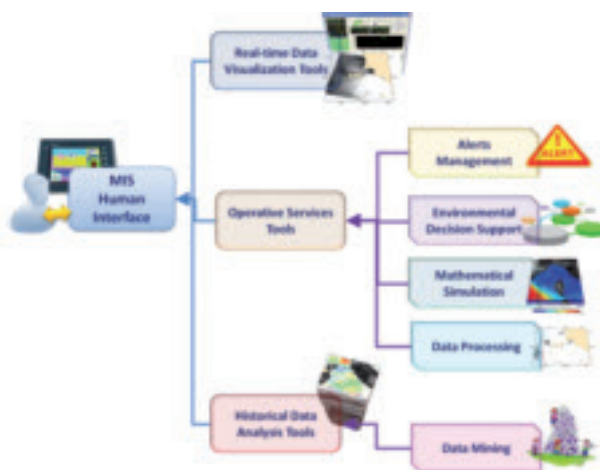 Real-time Data
Visualization Tools
MIS
Human
Interface
Operative Services
Tools
Alerts
Management
ALERT
Environmental
Decision Support
Mathematical
Simulation
Data Processing
Historical Data
Analysis Tools
Data Mining